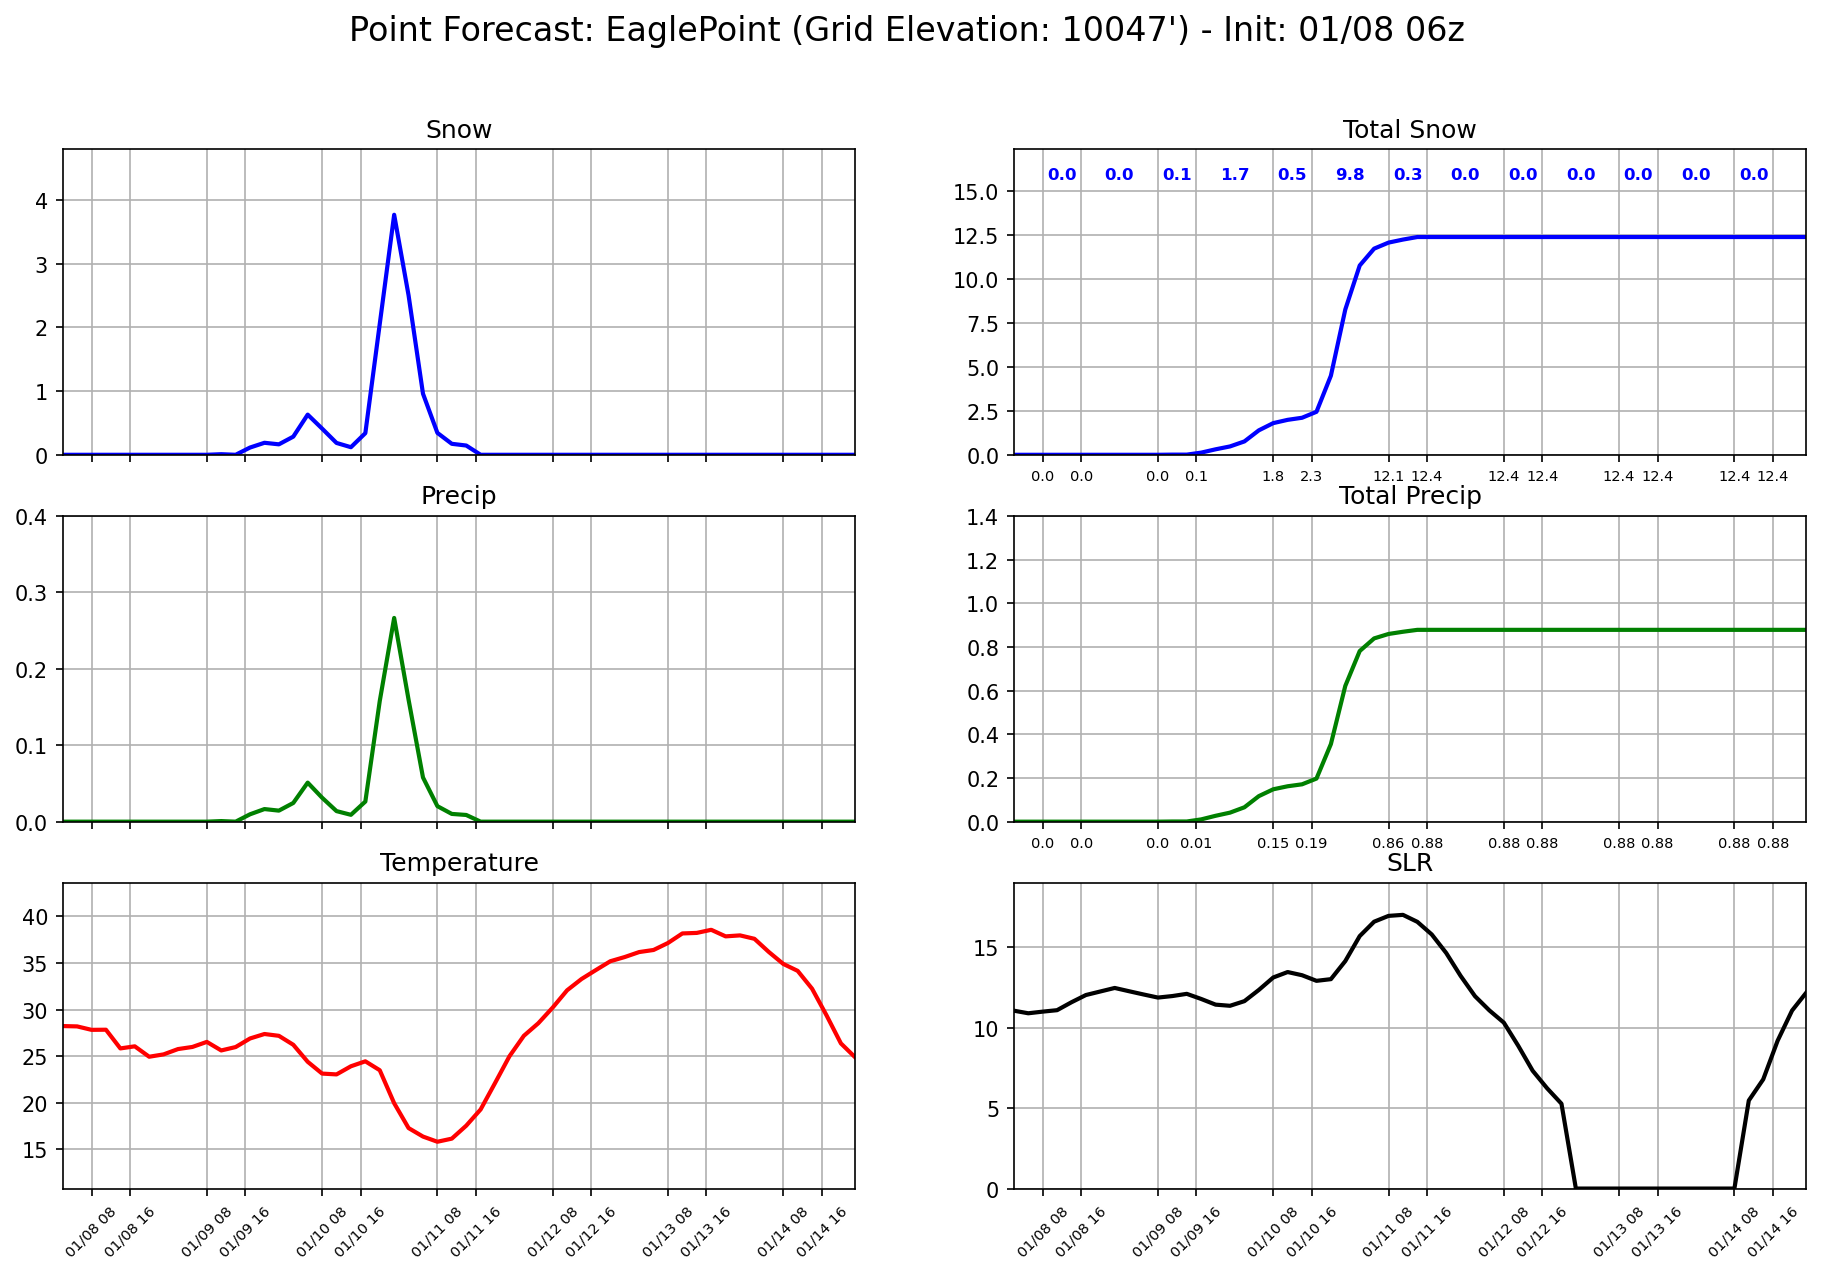 Point Forecast: EaglePoint (Grid Elevation: 10047') - Init: 01/08 06z
Snow
4
3
2
1
0
Total Snow
0.0 0.0 0.1 1.7 0.5 9.8 0.3 0.0 0.0 0.0 0.0 0.0 0.0
15.0
12.5
10.0
7.5
5.0
2.5
0.0
0.0 0.0 0.0 0.1 1.8 2.3 12.1 12.4 12.4 12.4 12.4 12.4 12.4 12.4
Precip
0.4
0.3
0.2
0.1
0.0
Total Precip
1.4
1.2
1.0
0.8
0.6
0.4
0.2
0.0
0.0 0.0 0.0 0.01 0.15 0.19 0.86 0.88 0.88 0.88 0.88 0.88 0.88 0.88
Temperature
40
35
30
25
20
15
01/08 08 01/08 16 01/09 08 01/09 16 01/10 08 01/10 16 01/11 08 01/11 16 01/12 08 01/12 16 01/13 08 01/13 16 01/14 08 01/14 16
SLR
15
10
5
0
01/08 08 01/08 16 01/09 08 01/09 16 01/10 08 01/10 16 01/11 08 01/11 16 01/12 08 01/12 16 01/13 08 01/13 16 01/14 08 01/14 16